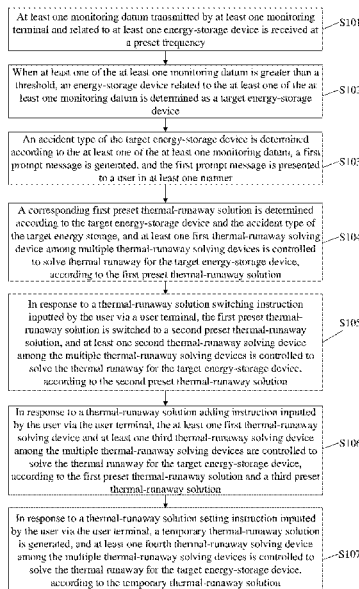 At least one monitoring datum transmitted by at least one monitoring
terminal and related to at least one energy-storage device is received at
a preset frequency
S101
When at least one of the at least one monitoring datum is greater than a
threshold, an energy-storage device related to the at least one of the at
least one monitoring datum is determined as a target energy-storage
device
S102
An accident type of the target energy-storage device is determined
according to the at least one of the at least one monitoring datum, a first
prompt message is generated, and the first prompt message is presented
to a user in at least one manner
S103
A corresponding first preset thermal-runaway solution is determined
according to the target energy-storage device and the accident type of
the target energy storage, and at least one first thermal-runaway solving
device among multiple thermal-runaway solving devices is controlled
to solve thermal runaway for the target energy-storage device,
according to the first preset thermal-runaway solution
S104
In response to a thermal-runaway solution switching instruction
inputted by the user via a user terminal, the first preset thermal-runaway
solution is switched to a second preset thermal-runaway
solution, and at least one second thermal-runaway solving device
among the multiple thermal-runaway solving devices is controlled to
solve the thermal runaway for the target energy-storage device,
according to the second preset thermal-runaway solution
S105
In response to a thermal-runaway solution adding instruction inputted
by the user via the user terminal, the at least one first thermal-runaway
solving device and at least one third thermal-runaway solving device
among the multiple thermal-runaway solving devices are controlled to
solve the thermal runaway for the target energy-storage device,
according to the first preset thermal-runaway solution and a third preset
thermal-runaway solution
S106
In response to a thermal-runaway solution setting instruction inputted
by the user via the user terminal, a temporary thermal-runaway solution
is generated, and at least one fourth thermal-runaway solving device
among the multiple thermal-runaway solving devices is controlled to
solve the thermal runaway for the target energy-storage device,
according to the temporary thermal-runaway solution
S107